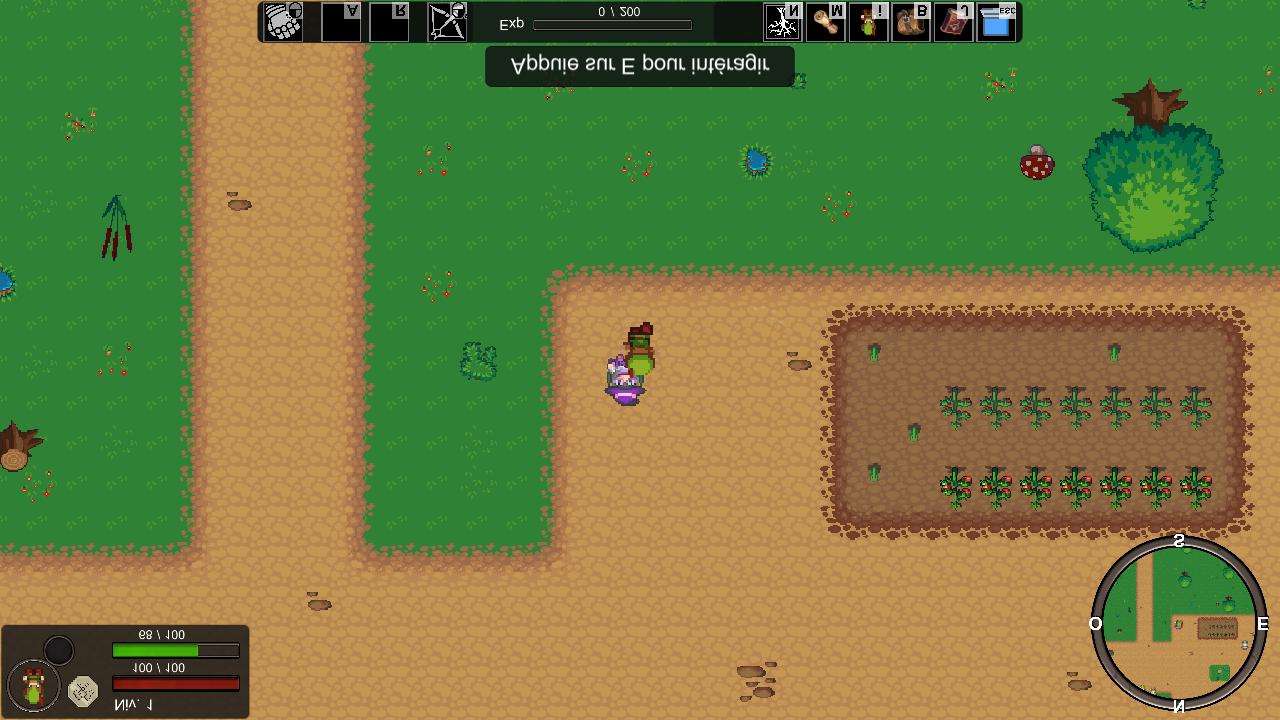 Niv. 1
100 / 100
68 / 100
N
O E
S
Appuie sur E pour intéragir
A R Exp 0 / 200 N M I B J ESC